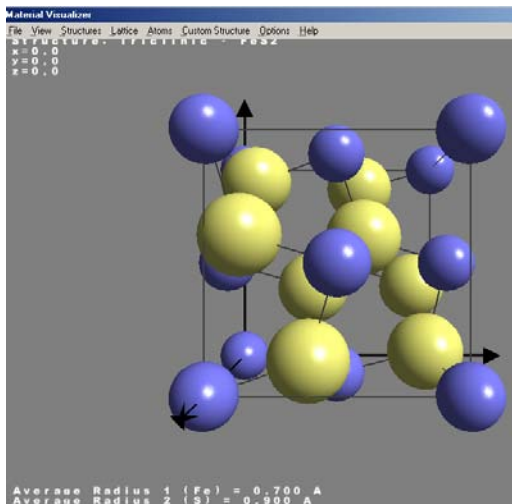 Material Visualizer
File View Structures Lattice Atoms Custom Structure Options Help
Structure: Triclinic - FeS2
x=0.0
y=0.0
z=0.0
Average Radius 1 (Fe) = 0.700 A
Average Radius 2 (S) = 0.900 A